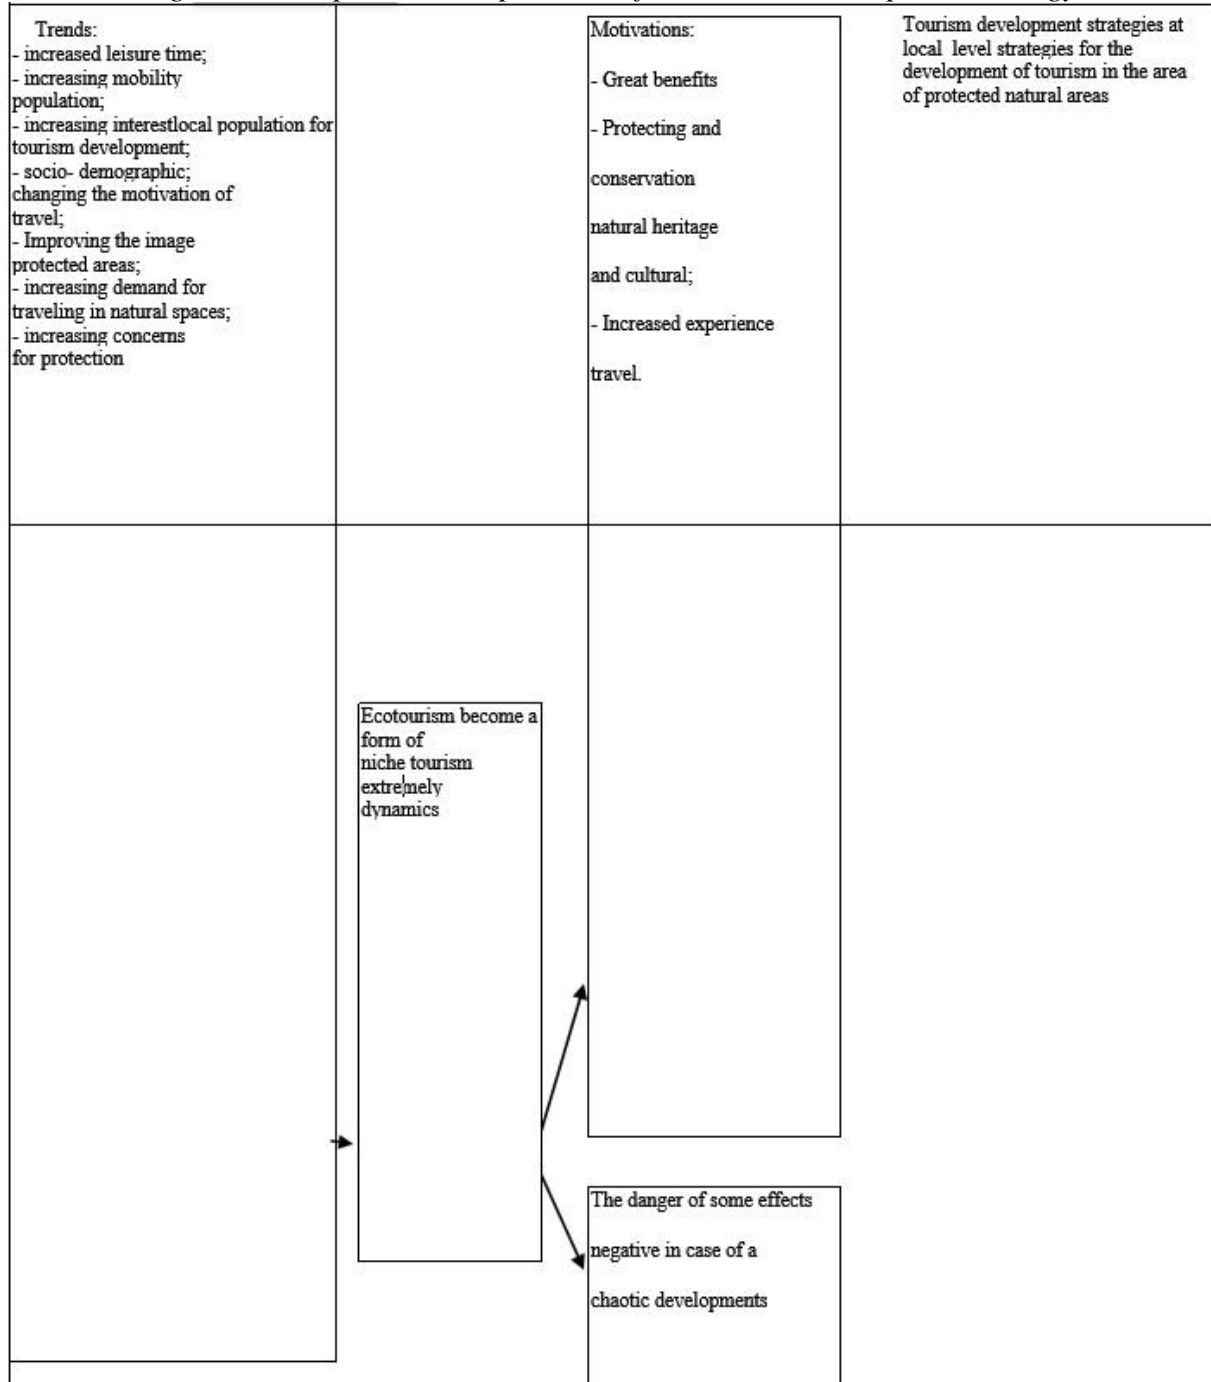 Trends:
- increased leisure time;
- increasing mobility
population;
- increasing interestlocal population for
tourism development;
- socio- demographic;
changing the motivation of
travel;
- Improving the image
protected areas;
- increasing demand for
traveling in natural spaces;
- increasing concerns
for protection
Motivations:
- Great benefits
- Protecting and
conservation
natural heritage
and cultural;
- Increased experience
travel.
Tourism development strategies at
local level strategies for the
development of tourism in the area
of protected natural areas
Ecotourism become a
form of
niche tourism
extremely
dynamics
The danger of some effects
negative in case of a
chaotic developments